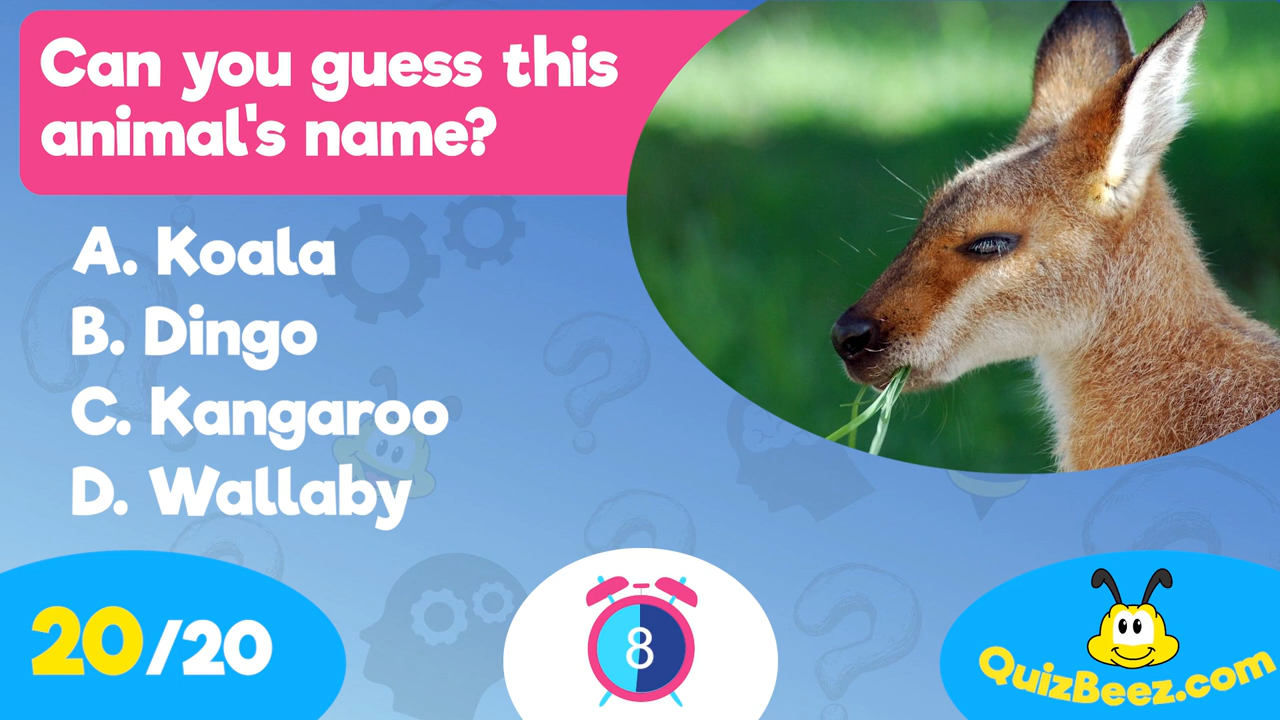 Can you guess this
animal's name?
A. Koala
B. Dingo
C. Kangaroo
D. Wallaby
20/20
8
QuizBeez.com